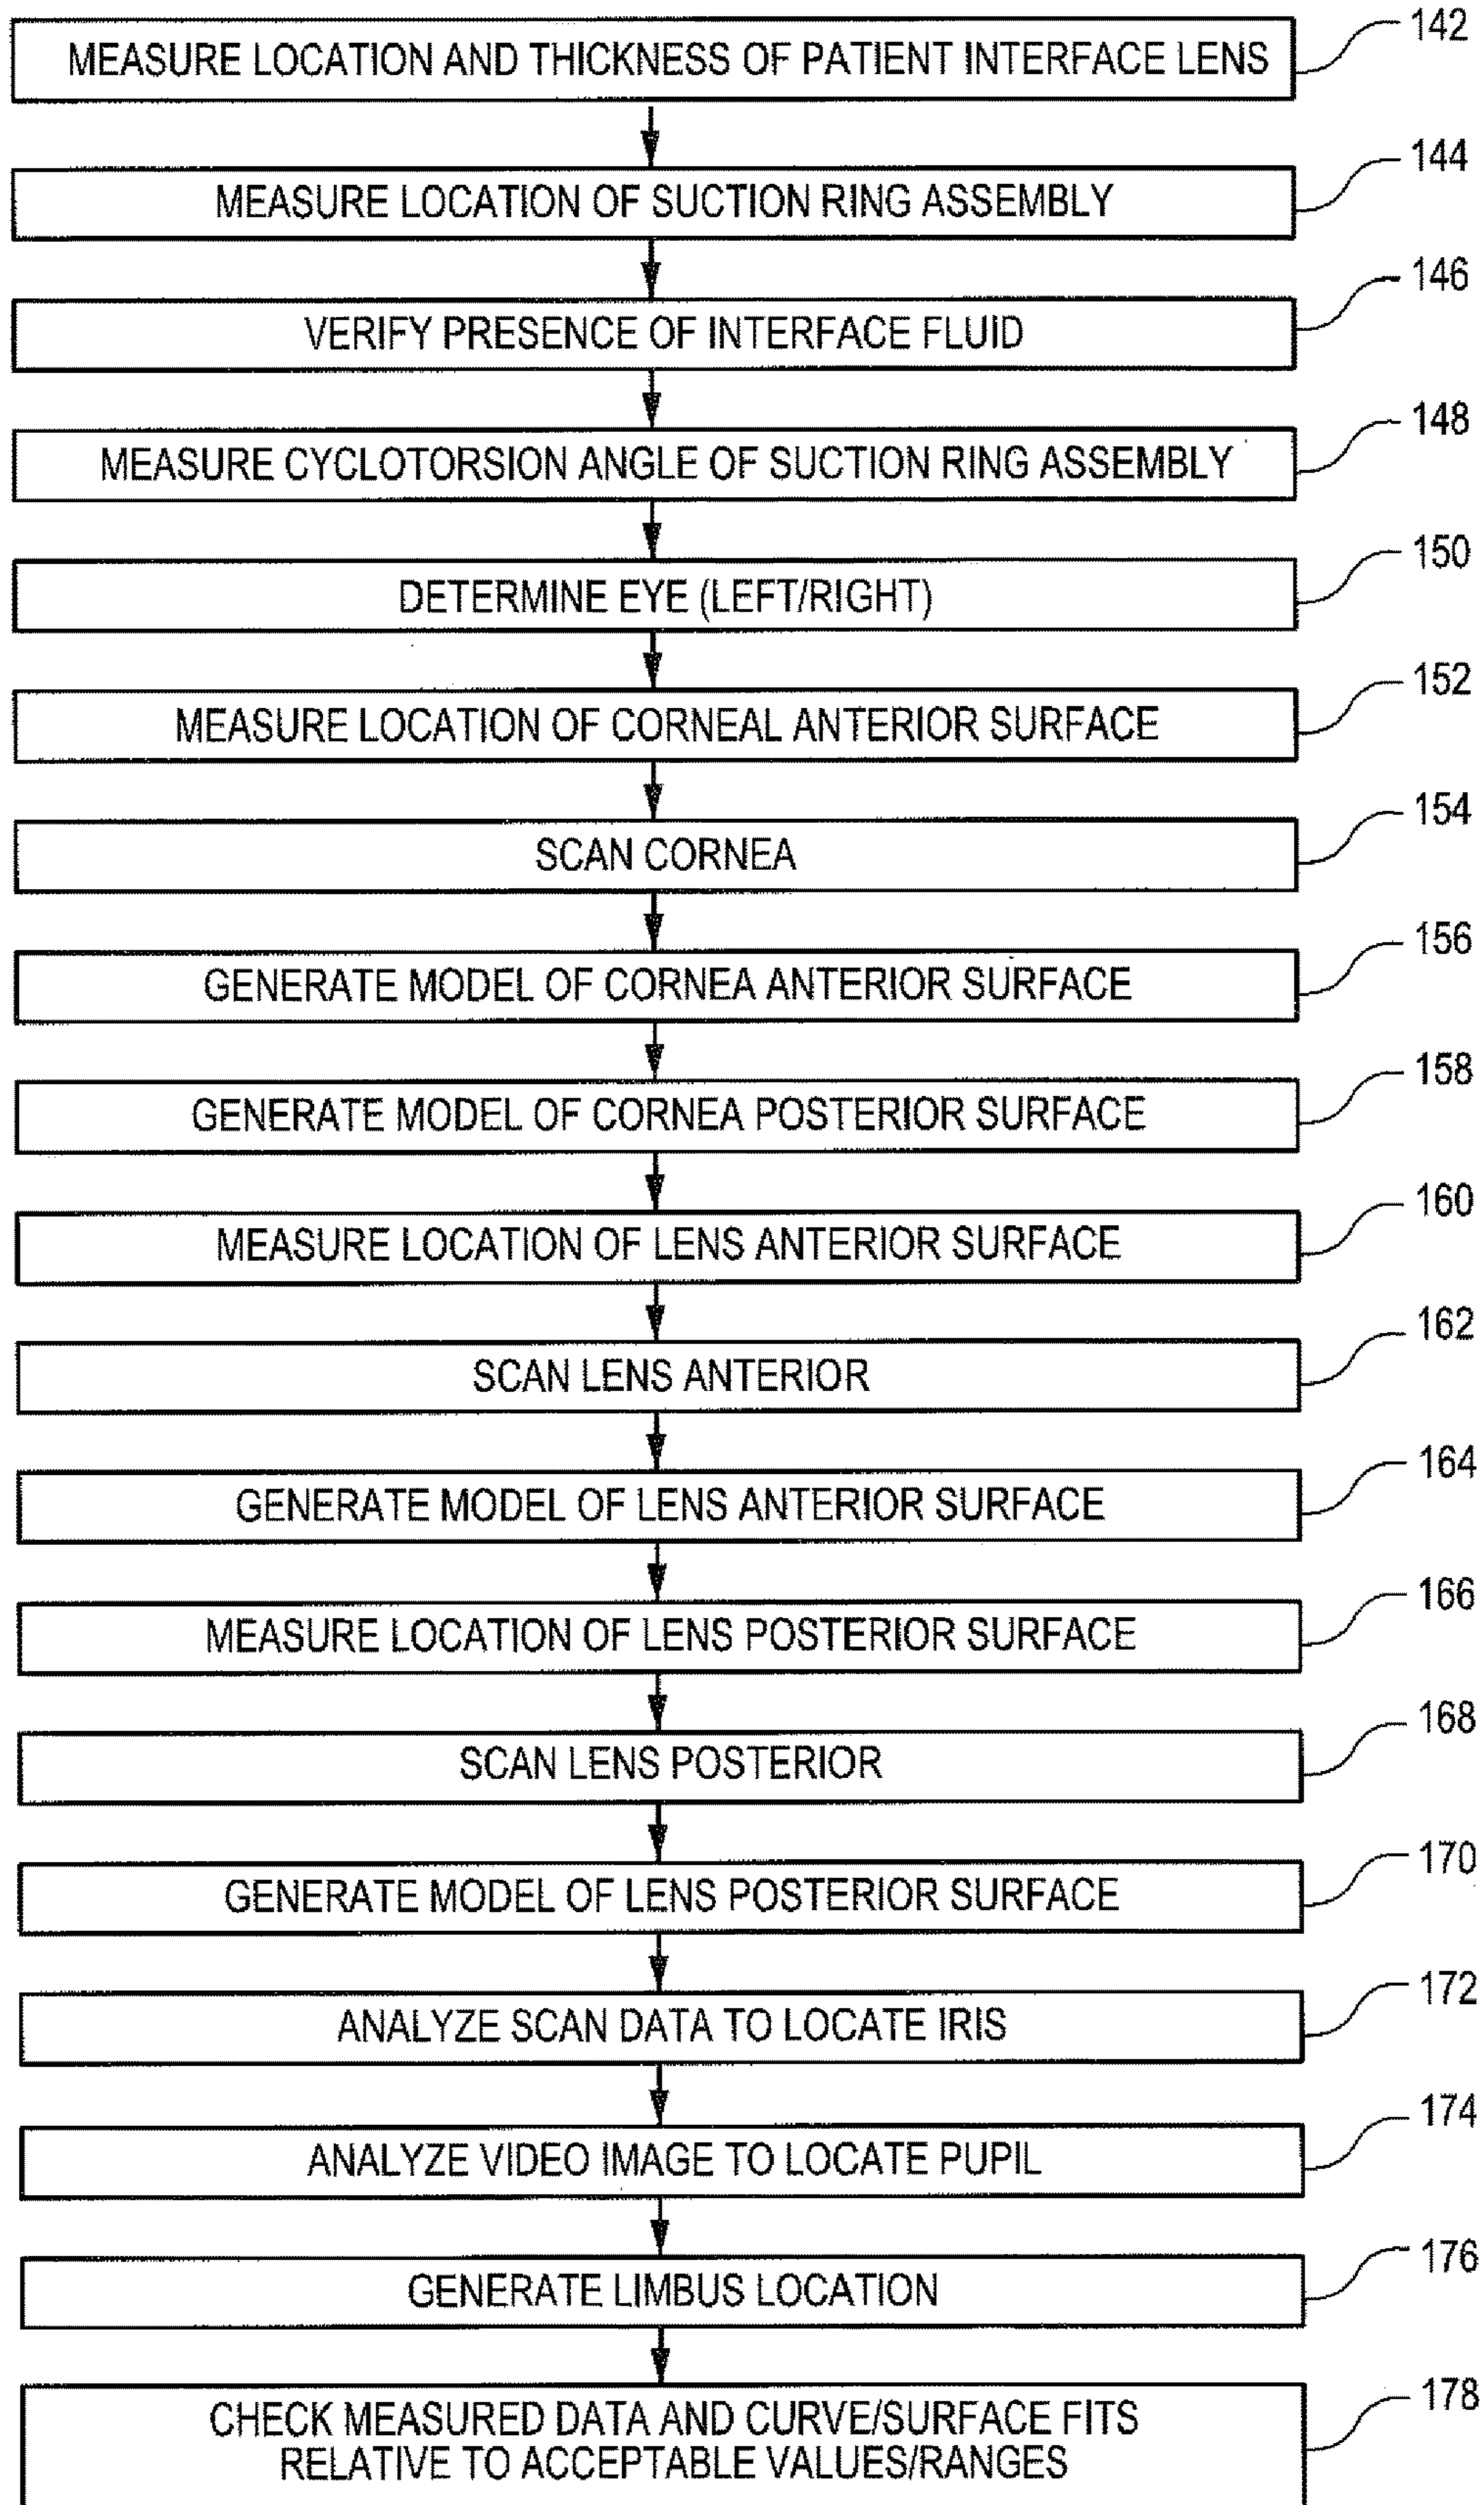 MEASURE LOCATION AND THICKNESS OF PATIENT INTERFACE LENS
142
MEASURE LOCATION OF SUCTION RING ASSEMBLY
144
VERIFY PRESENCE OF INTERFACE FLUID
146
MEASURE CYCLOTORSION ANGLE OF SUCTION RING ASSEMBLY
148
DETERMINE EYE (LEFT/RIGHT)
150
MEASURE LOCATION OF CORNEAL ANTERIOR SURFACE
152
SCAN CORNEA
154
GENERATE MODEL OF CORNEA ANTERIOR SURFACE
156
GENERATE MODEL OF CORNEA POSTERIOR SURFACE
158
MEASURE LOCATION OF LENS ANTERIOR SURFACE
160
SCAN LENS ANTERIOR
162
GENERATE MODEL OF LENS ANTERIOR SURFACE
164
MEASURE LOCATION OF LENS POSTERIOR SURFACE
166
SCAN LENS POSTERIOR
168
GENERATE MODEL OF LENS POSTERIOR SURFACE
170
ANALYZE SCAN DATA TO LOCATE IRIS
172
ANALYZE VIDEO IMAGE TO LOCATE PUPIL
174
GENERATE LIMBUS LOCATION
176
CHECK MEASURED DATA AND CURVE/SURFACE FITS
RELATIVE TO ACCEPTABLE VALUES/RANGES
178